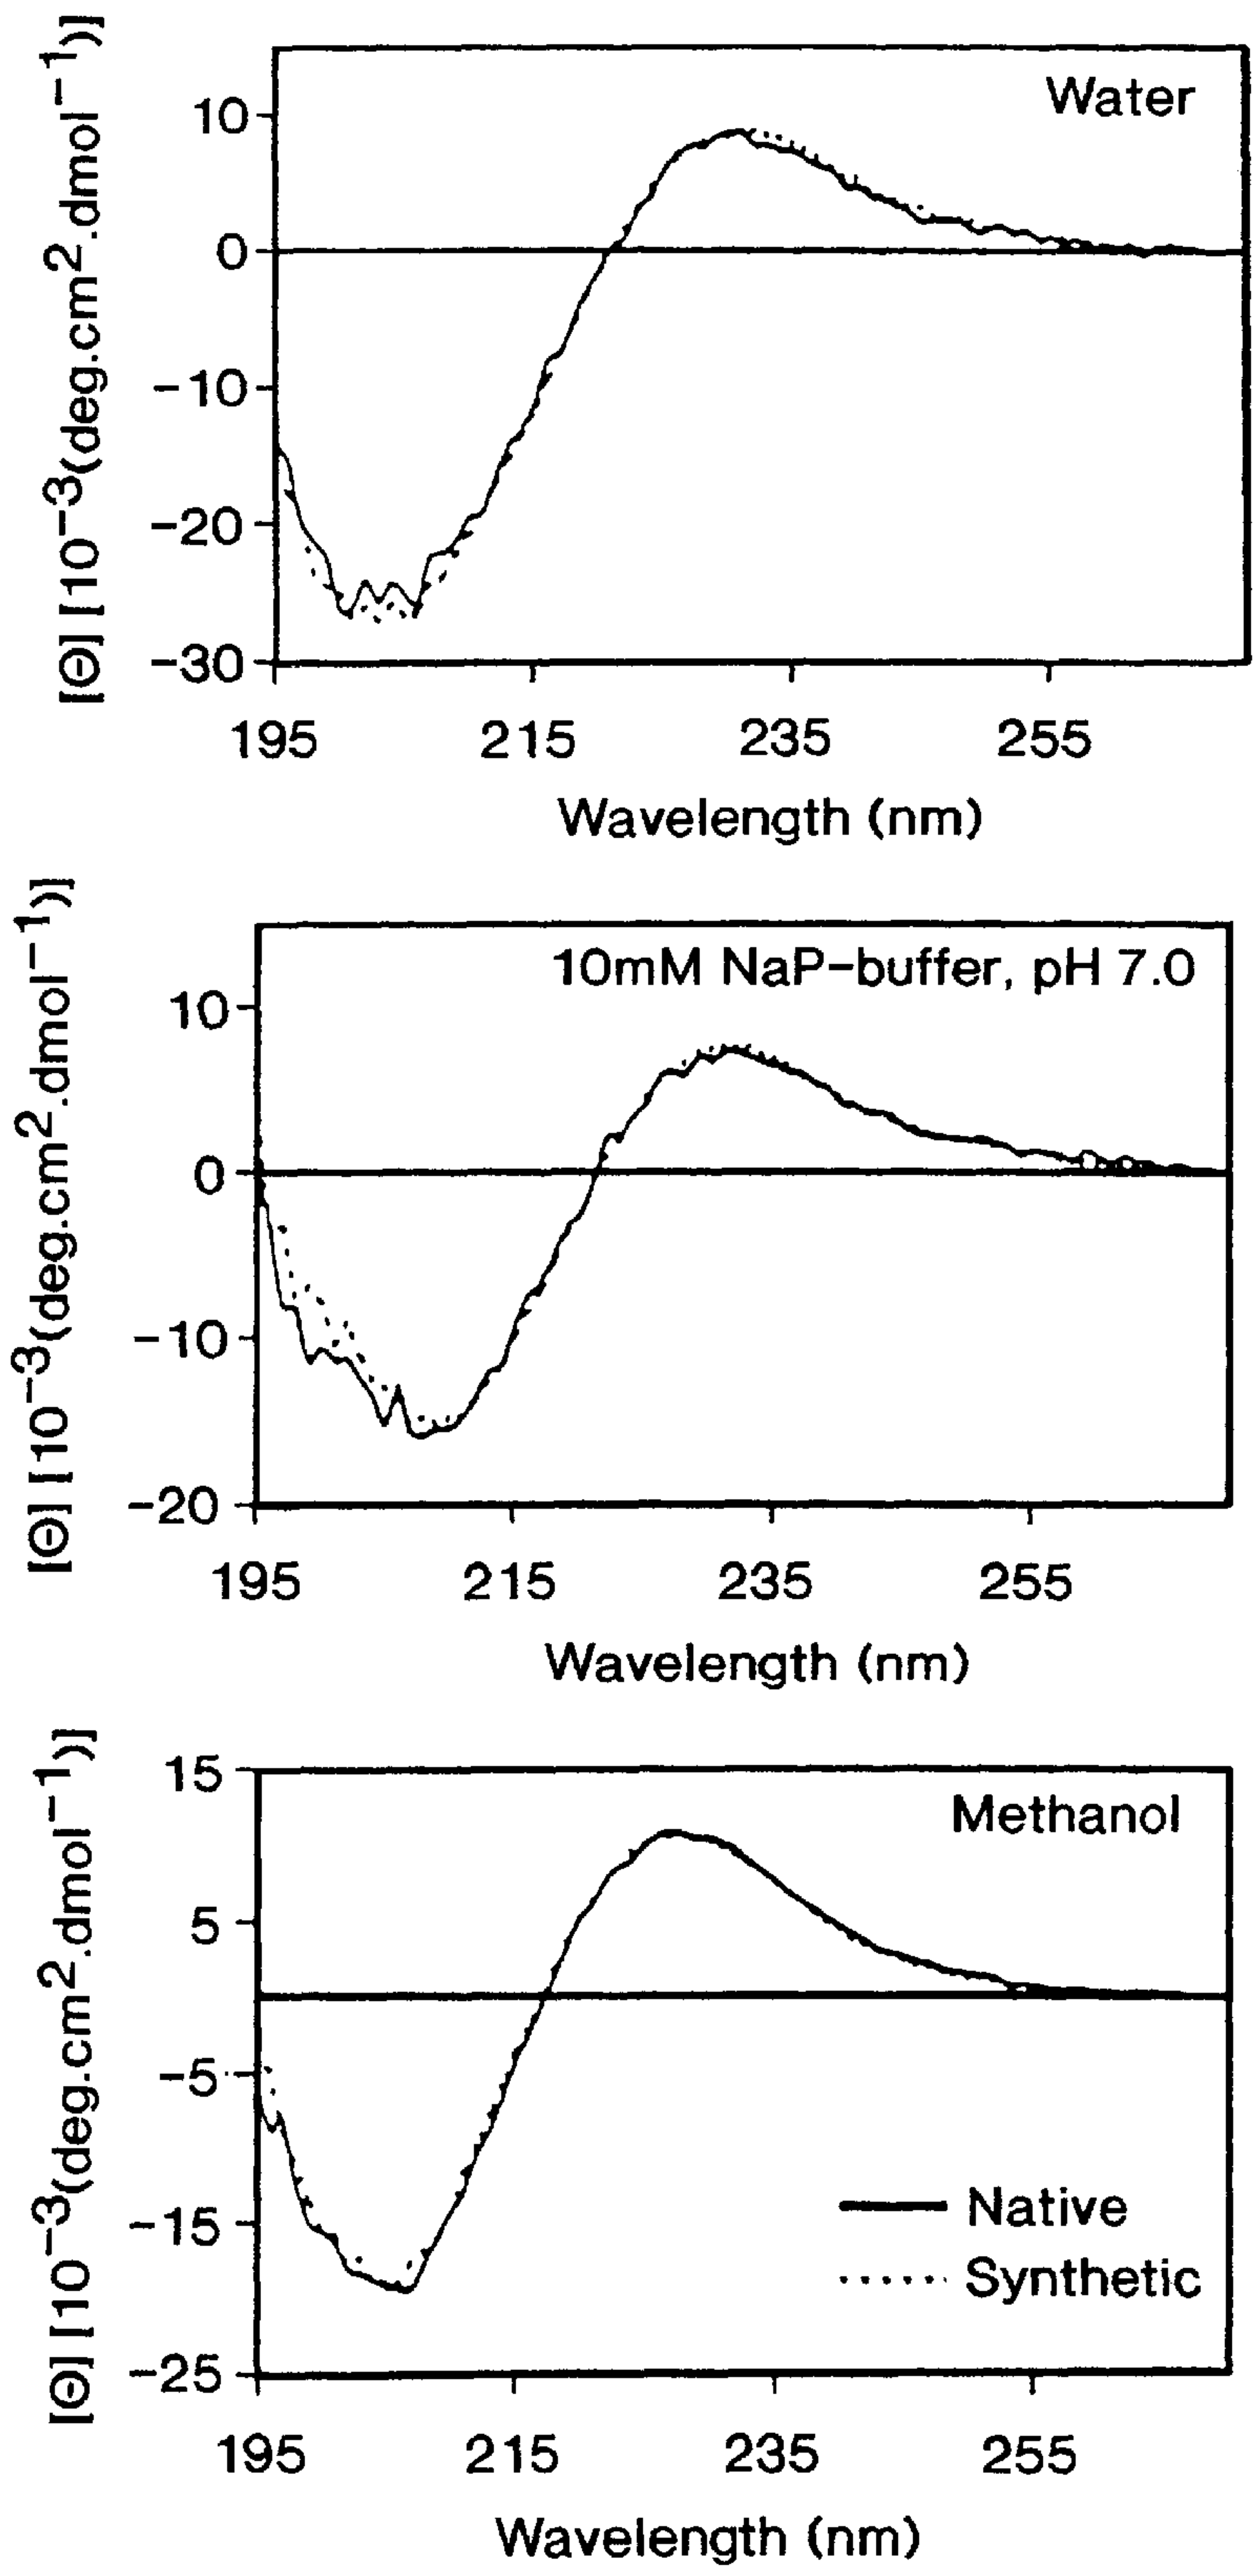 [Θ] [10⁻³(deg.cm².dmol⁻¹)]
Water
10
0
-10
-20
-30
195 215 235 255
Wavelength (nm)
[Θ] [10⁻³(deg.cm².dmol⁻¹)]
10mM NaP-buffer, pH 7.0
10
0
-10
-20
195 215 235 255
Wavelength (nm)
[Θ] [10⁻³(deg.cm².dmol⁻¹)]
15
Methanol
5
-5
-15
Native
Synthetic
-25
195 215 235 255
Wavelength (nm)